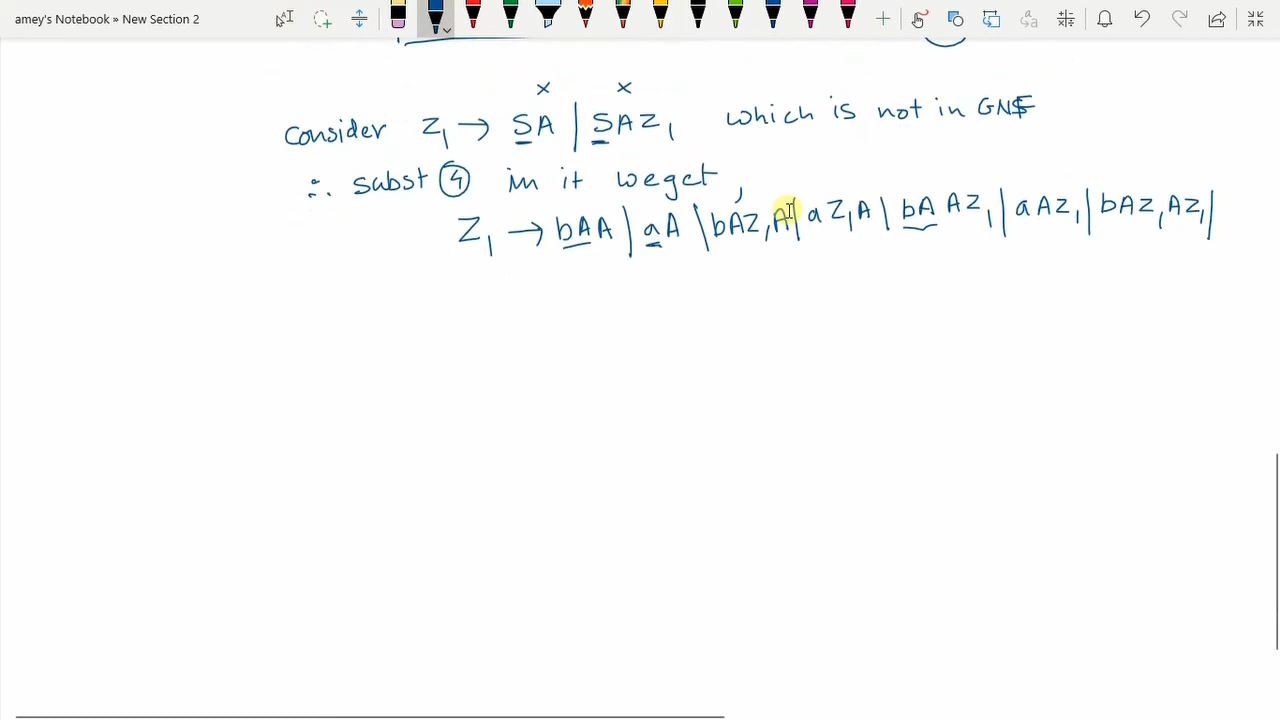 amey's Notebook » New Section 2
x x
Consider Z1 → SA | SAZ1 which is not in GNF
∴ subst ④ in it we get,
Z1 → bAA | aA | bAZ1A | aZ1A | bAAZ1 | aAZ1 | bAZ1AZ1 |